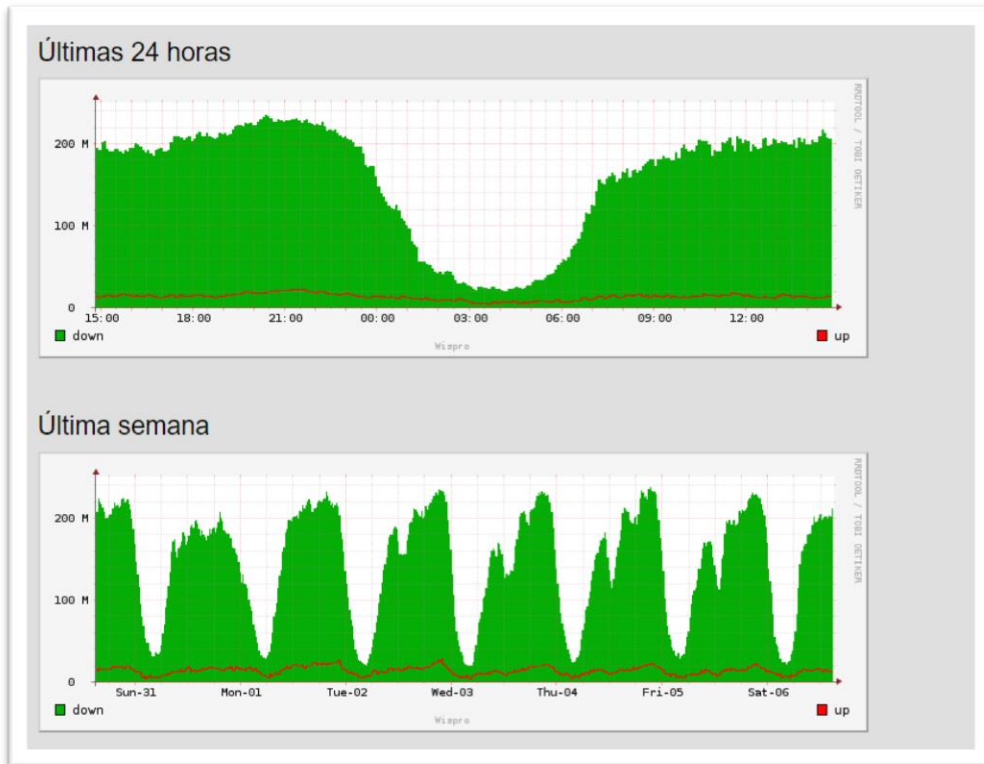 Últimas 24 horas
RRDTOOL / TOBI OETIKER
200 M
100 M
0
15:00 18:00 21:00 00:00 03:00 06:00 09:00 12:00
down up
Wispro
Última semana
RRDTOOL / TOBI OETIKER
200 M
100 M
0
Sun-31 Mon-01 Tue-02 Wed-03 Thu-04 Fri-05 Sat-06
down up
Wispro